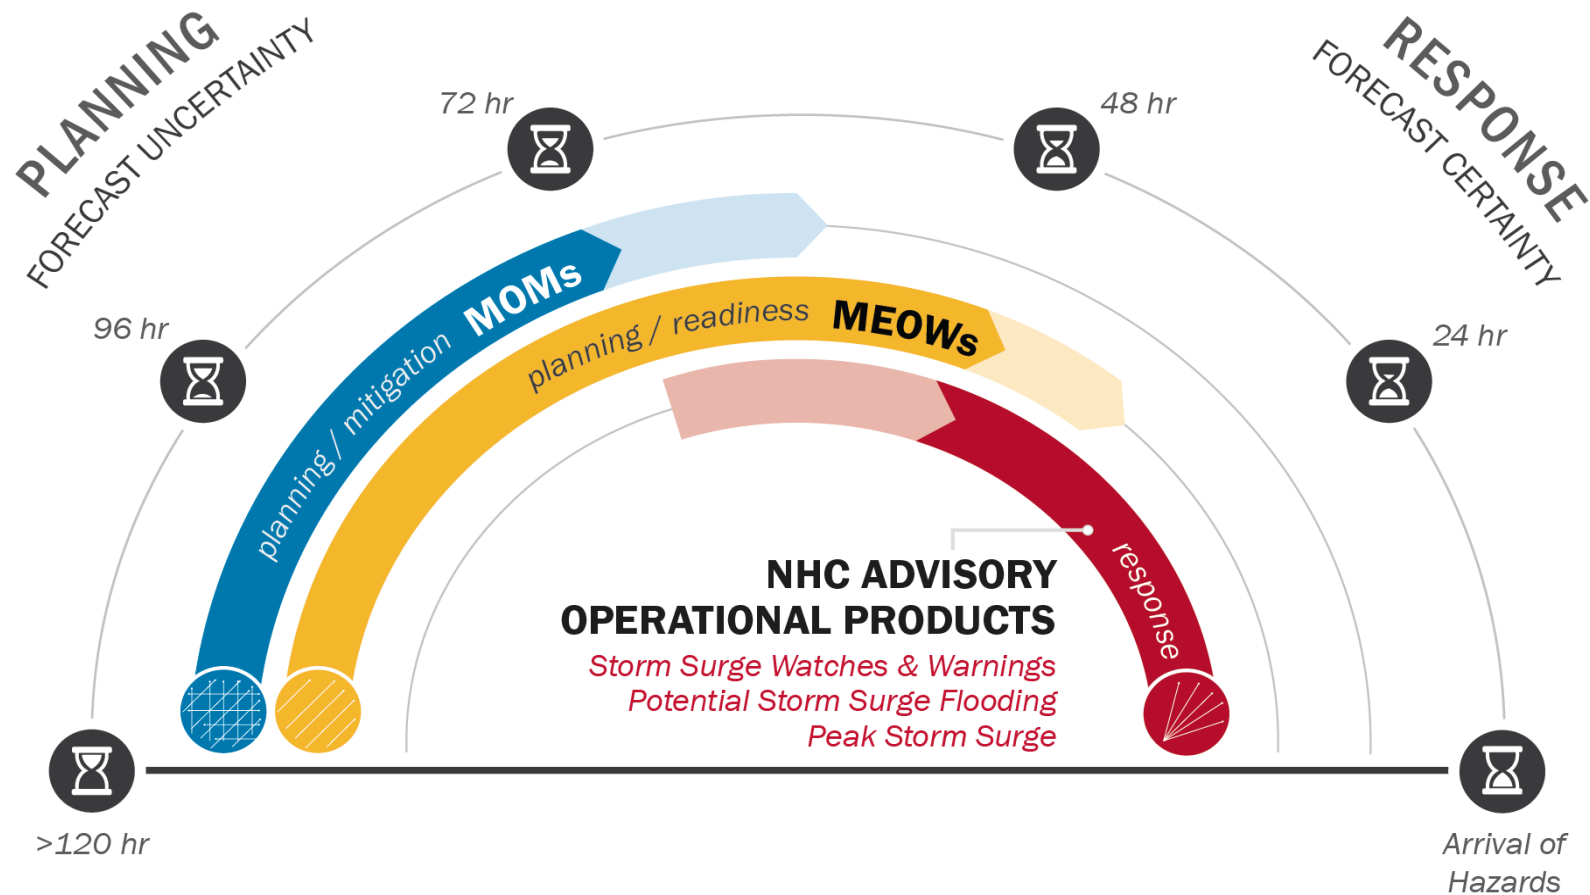 PLANNING
FORECAST UNCERTAINTY
RESPONSE
FORECAST CERTAINTY
72 hr
48 hr
96 hr
24 hr
planning / mitigation MOMs
planning / readiness MEOWs
response
NHC ADVISORY
OPERATIONAL PRODUCTS
Storm Surge Watches & Warnings
Potential Storm Surge Flooding
Peak Storm Surge
>120 hr
Arrival of
Hazards